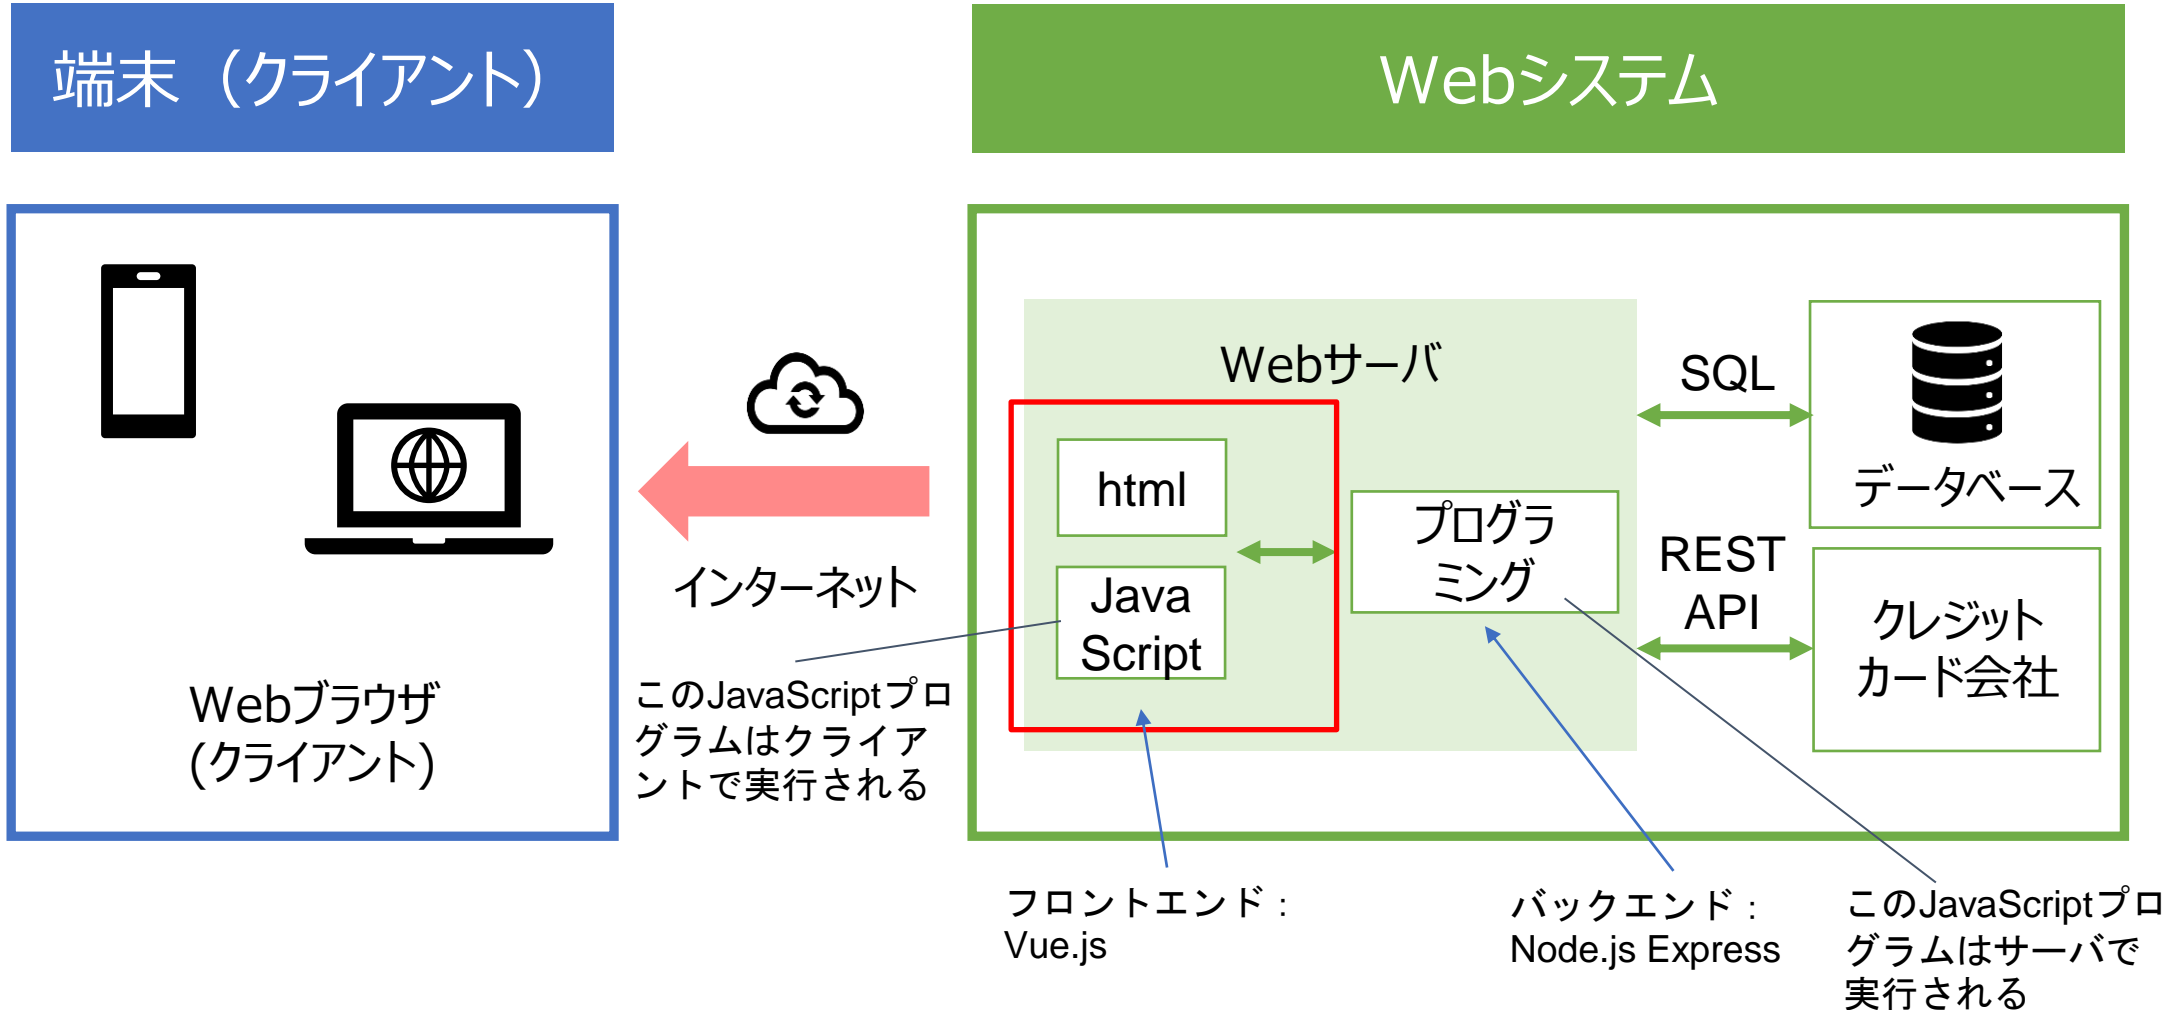 端末（クライアント）
Webシステム
Webサーバ
SQL
データベース
html
プログラ
ミング
REST
API
Java
Script
クレジット
カード会社
インターネット
Webブラウザ
(クライアント)
このJavaScriptプロ
グラムはクライア
ントで実行される
フロントエンド：
Vue.js
バックエンド：
Node.js Express
このJavaScriptプロ
グラムはサーバで
実行される